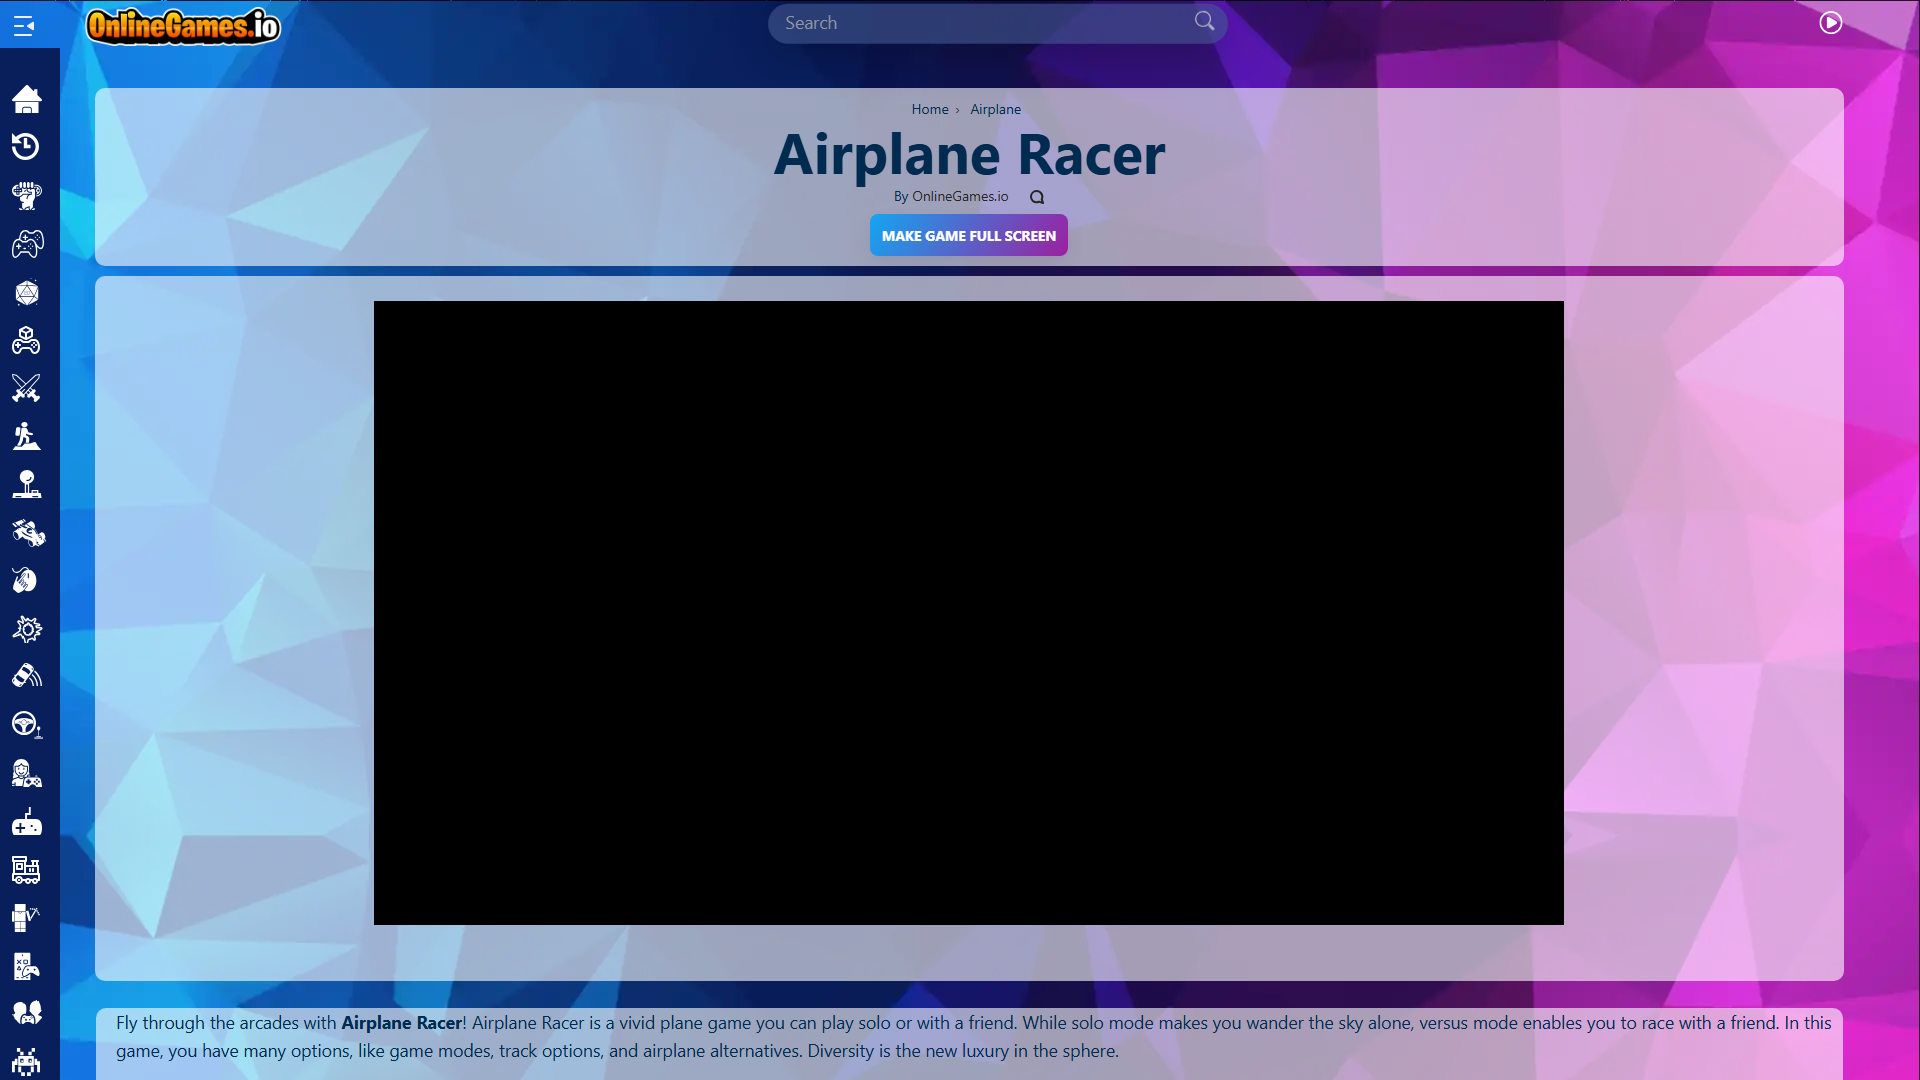 OnlineGames.io
Search
Home › Airplane
Airplane Racer
By OnlineGames.io
MAKE GAME FULL SCREEN
Fly through the arcades with Airplane Racer! Airplane Racer is a vivid plane game you can play solo or with a friend. While solo mode makes you wander the sky alone, versus mode enables you to race with a friend. In this
game, you have many options, like game modes, track options, and airplane alternatives. Diversity is the new luxury in the sphere.